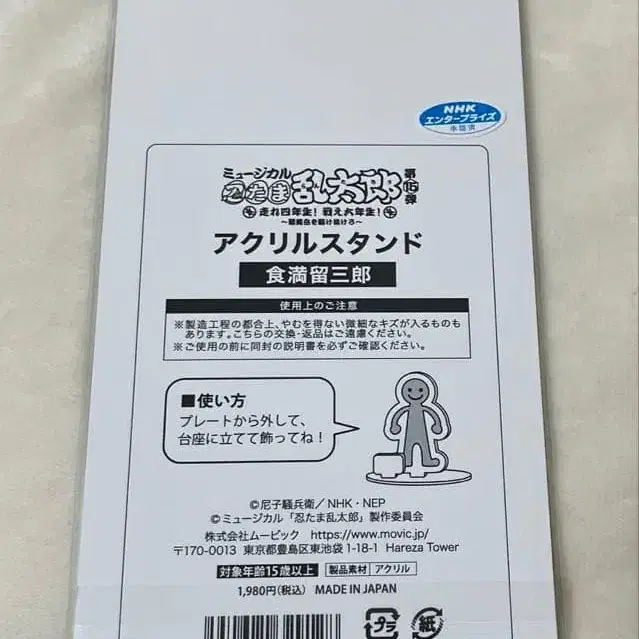 NHK
エンタープライズ
承認済
ミュージカル
忍たま乱太郎 第15弾
走れ四年生! 戦え六年生!
アクリルスタンド
食満留三郎
使用上のご注意
※製造工程の都合上、やむを得ない微細なキズが入るものも
あります。こちらの交換・返品はご遠慮ください。
※ご使用の前に同封の説明書を必ずご確認ください。
■使い方
プレートから外して、
台座に立てて飾ってね!
©尼子騒兵衛/ NHK・NEP
©ミュージカル「忍たま乱太郎」製作委員会
株式会社ムービック https://www.movic.jp/
〒170-0013 東京都豊島区東池袋 1-18-1 Hareza Tower
対象年齢15歳以上 製品素材 アクリル
1,980円(税込) MADE IN JAPAN
プラ 紙